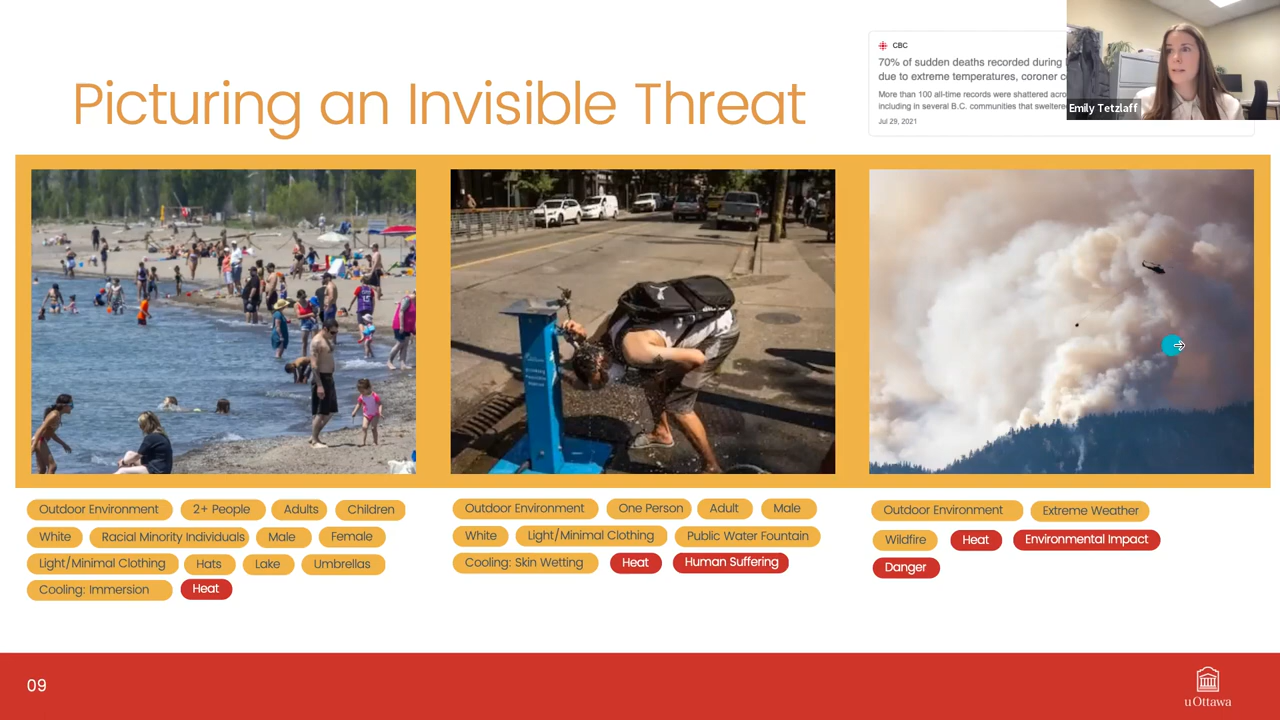 CBC
70% of sudden deaths recorded during
due to extreme temperatures, coroner c
More than 100 all-time records were shattered acro
including in several B.C. communities that sweltere
Jul 29, 2021
Emily Tetzlaff
Picturing an Invisible Threat
Outdoor Environment 2+ People Adults Children
White Racial Minority Individuals Male Female
Light/Minimal Clothing Hats Lake Umbrellas
Cooling: Immersion Heat
Outdoor Environment One Person Adult Male
White Light/Minimal Clothing Public Water Fountain
Cooling: Skin Wetting Heat Human Suffering
Outdoor Environment Extreme Weather
Wildfire Heat Environmental Impact
Danger
09
uOttawa